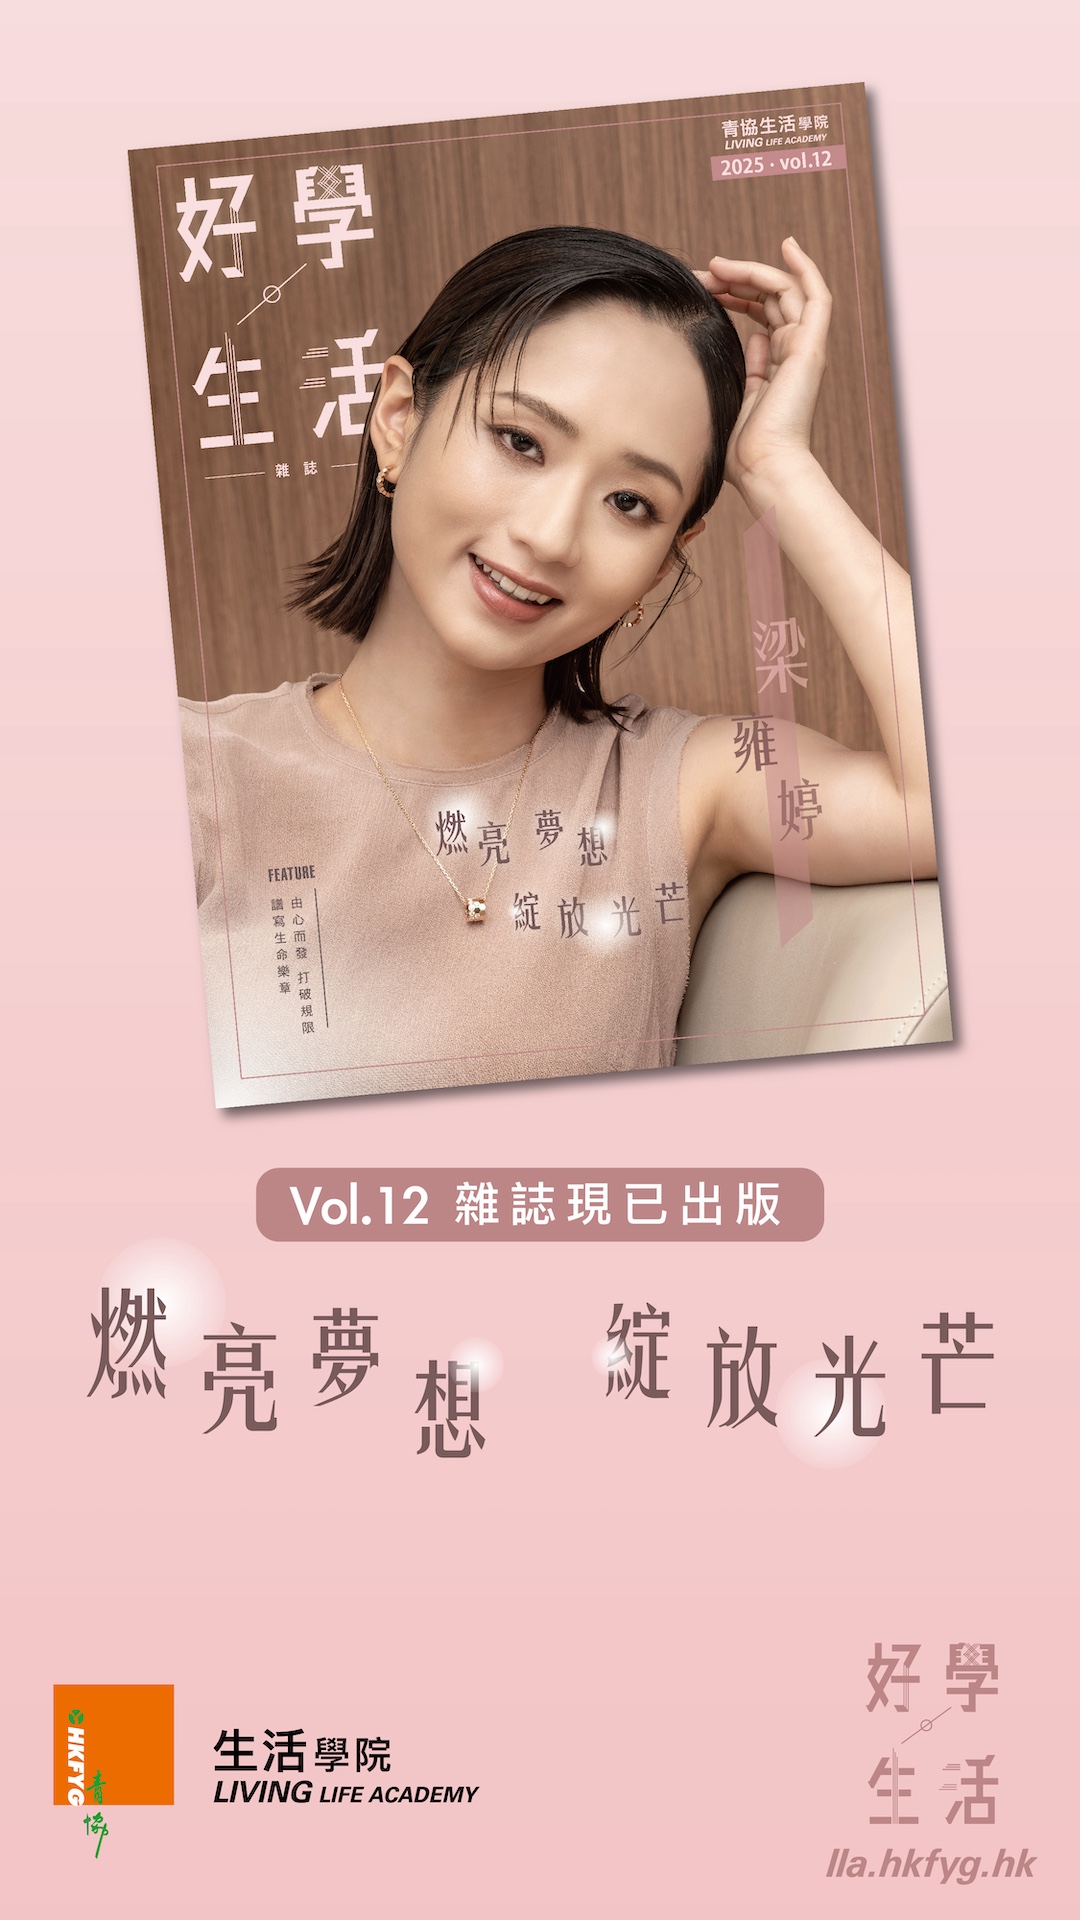 好學
生活
雜誌
青協生活學院
LIVING LIFE ACADEMY
2025 · vol.12
梁雍婷
燃亮夢想
綻放光芒
FEATURE
由心而發 打破規限
譜寫生命樂章
Vol.12 雜誌現已出版
燃亮夢想 綻放光芒
HKFYG
青協
生活學院
LIVING LIFE ACADEMY
好學
生活
lla.hkfyg.hk